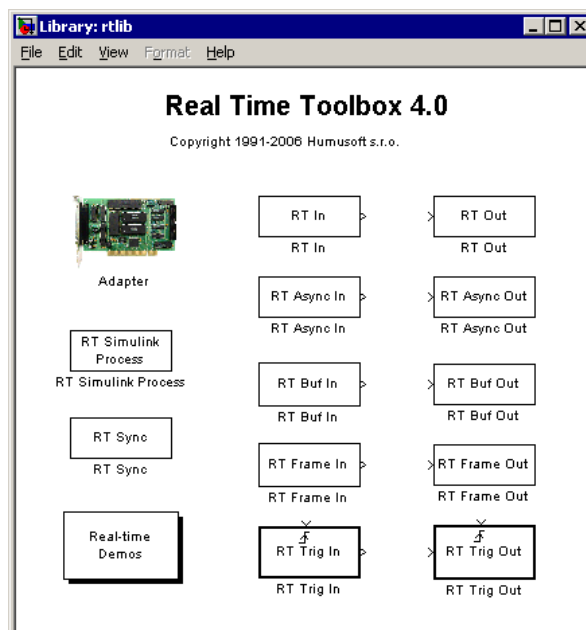 Library: rtlib
File Edit View Format Help
Real Time Toolbox 4.0
Copyright 1991-2006 Humusoft s.r.o.
Adapter
RT In
RT In
RT Out
RT Out
RT Async In
RT Async In
RT Async Out
RT Async Out
RT Simulink
Process
RT Simulink Process
RT Buf In
RT Buf In
RT Buf Out
RT Buf Out
RT Sync
RT Sync
RT Frame In
RT Frame In
RT Frame Out
RT Frame Out
Real-time
Demos
RT Trig In
RT Trig In
RT Trig Out
RT Trig Out